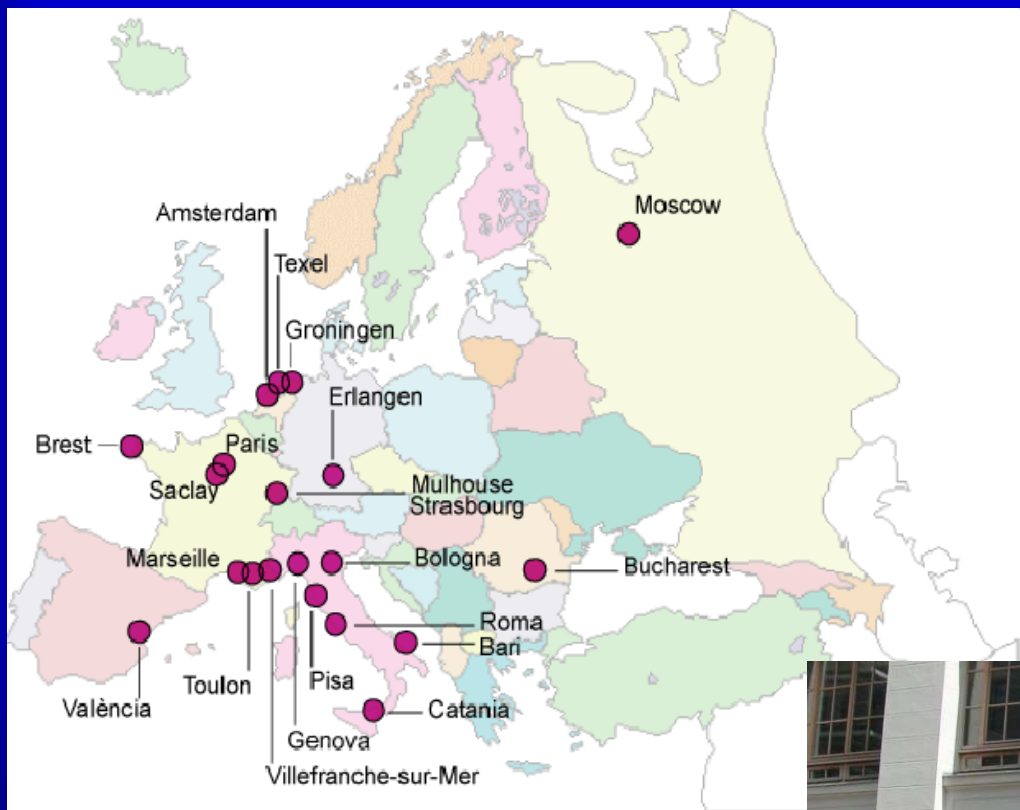 Moscow
Amsterdam
Texel
Groningen
Erlangen
Brest
Paris
Saclay
Mulhouse
Strasbourg
Marseille
Bologna
Bucharest
Roma
Bari
Toulon
Pisa
València
Catania
Genova
Villefranche-sur-Mer